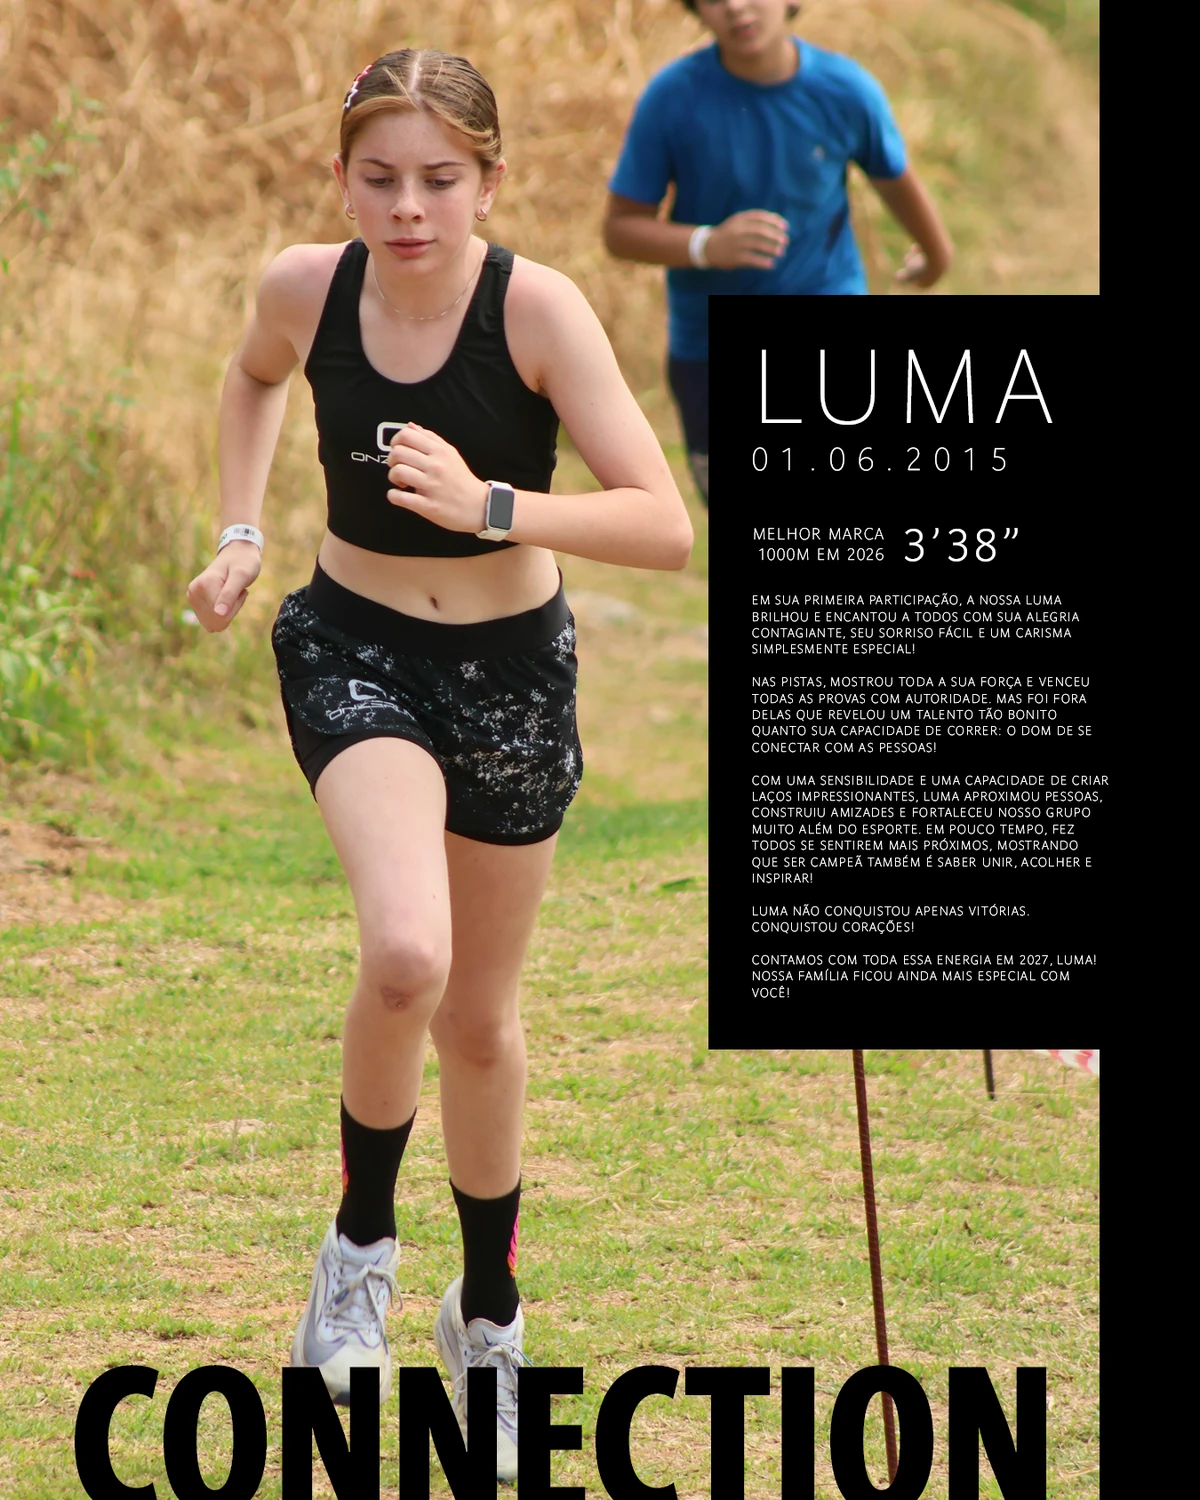 LUMA
01.06.2015
MELHOR MARCA
1000M EM 2026
3’38”
EM SUA PRIMEIRA PARTICIPAÇÃO, A NOSSA LUMA
BRILHOU E ENCANTOU A TODOS COM SUA ALEGRIA
CONTAGIANTE, SEU SORRISO FÁCIL E UM CARISMA
SIMPLESMENTE ESPECIAL!
NAS PISTAS, MOSTROU TODA A SUA FORÇA E VENCEU
TODAS AS PROVAS COM AUTORIDADE. MAS FOI FORA
DELAS QUE REVELOU UM TALENTO TÃO BONITO
QUANTO SUA CAPACIDADE DE CORRER: O DOM DE SE
CONECTAR COM AS PESSOAS!
COM UMA SENSIBILIDADE E UMA CAPACIDADE DE CRIAR
LAÇOS IMPRESSIONANTES, LUMA APROXIMOU PESSOAS,
CONSTRUIU AMIZADES E FORTALECEU NOSSO GRUPO
MUITO ALÉM DO ESPORTE. EM POUCO TEMPO, FEZ
TODOS SE SENTIREM MAIS PRÓXIMOS, MOSTRANDO
QUE SER CAMPEÃ TAMBÉM É SABER UNIR, ACOLHER E
INSPIRAR!
LUMA NÃO CONQUISTOU APENAS VITÓRIAS.
CONQUISTOU CORAÇÕES!
CONTAMOS COM TODA ESSA ENERGIA EM 2027, LUMA!
NOSSA FAMÍLIA FICOU AINDA MAIS ESPECIAL COM
VOCÊ!
CONNECTION